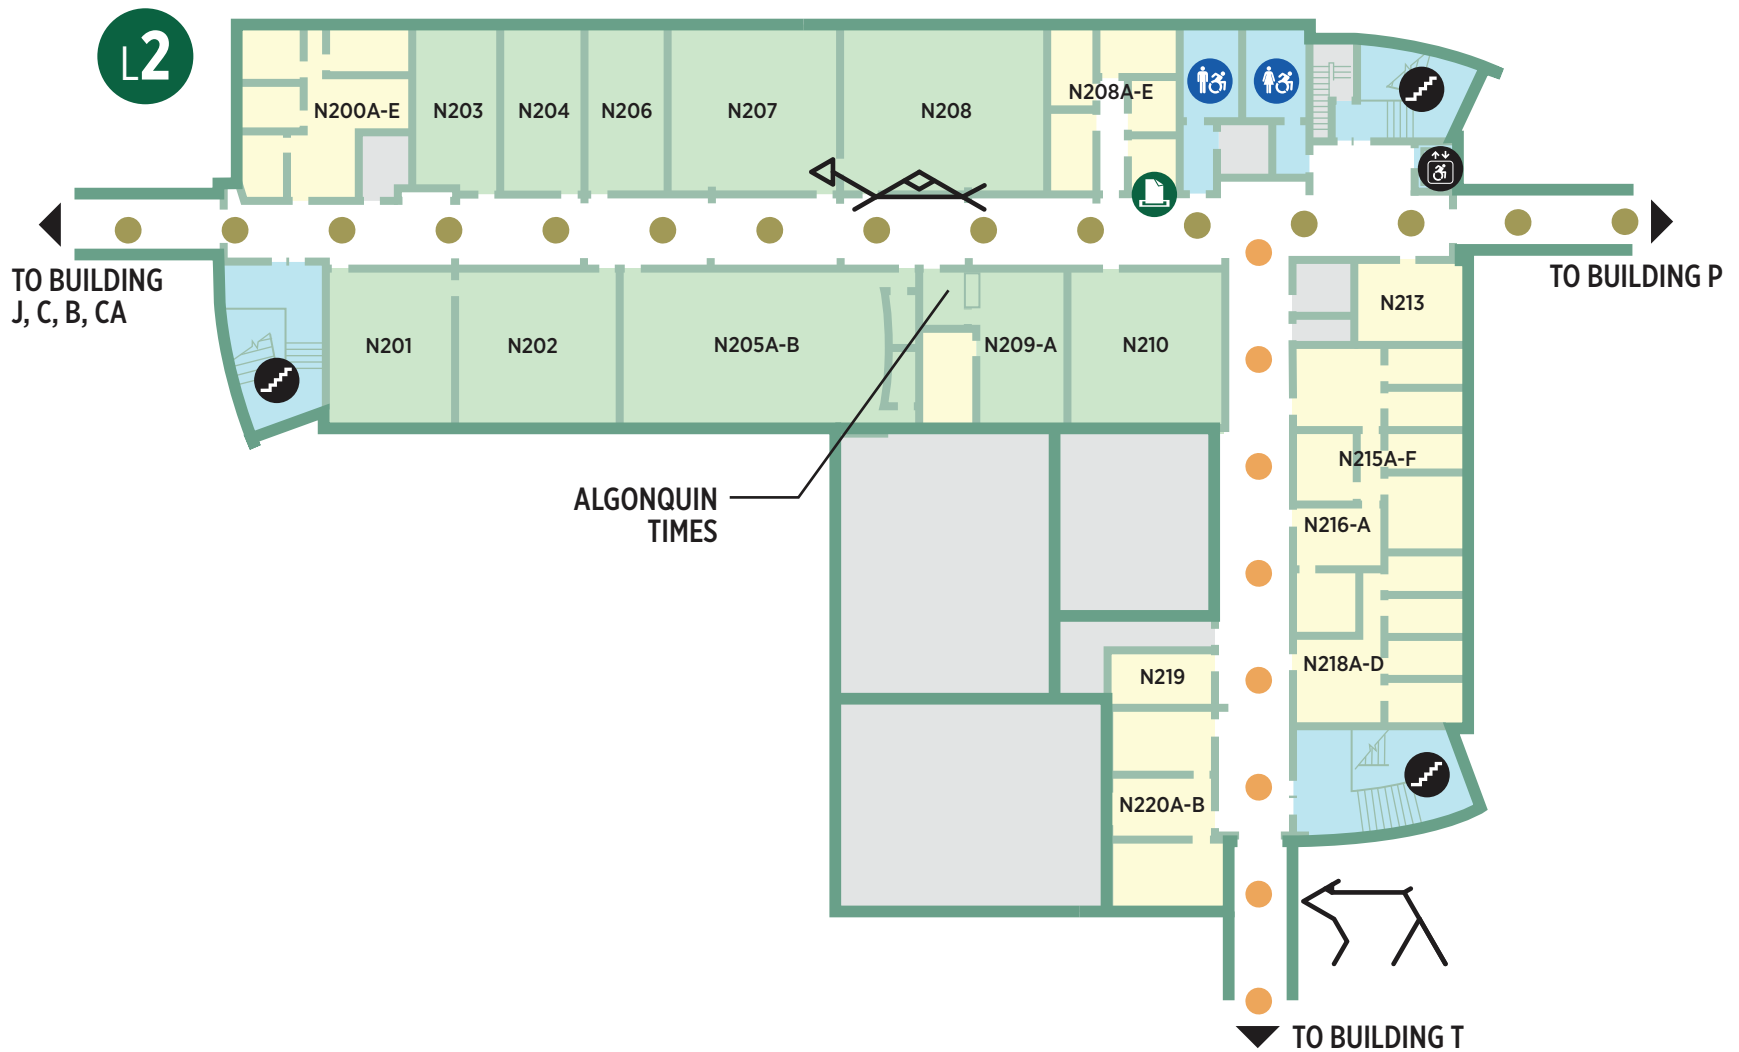 L2
N200A-E
N203
N204
N206
N207
N208
N208A-E
TO BUILDING
J, C, B, CA
TO BUILDING P
N201
N202
N205A-B
N209-A
N210
N213
ALGONQUIN
TIMES
N215A-F
N216-A
N218A-D
N219
N220A-B
TO BUILDING T